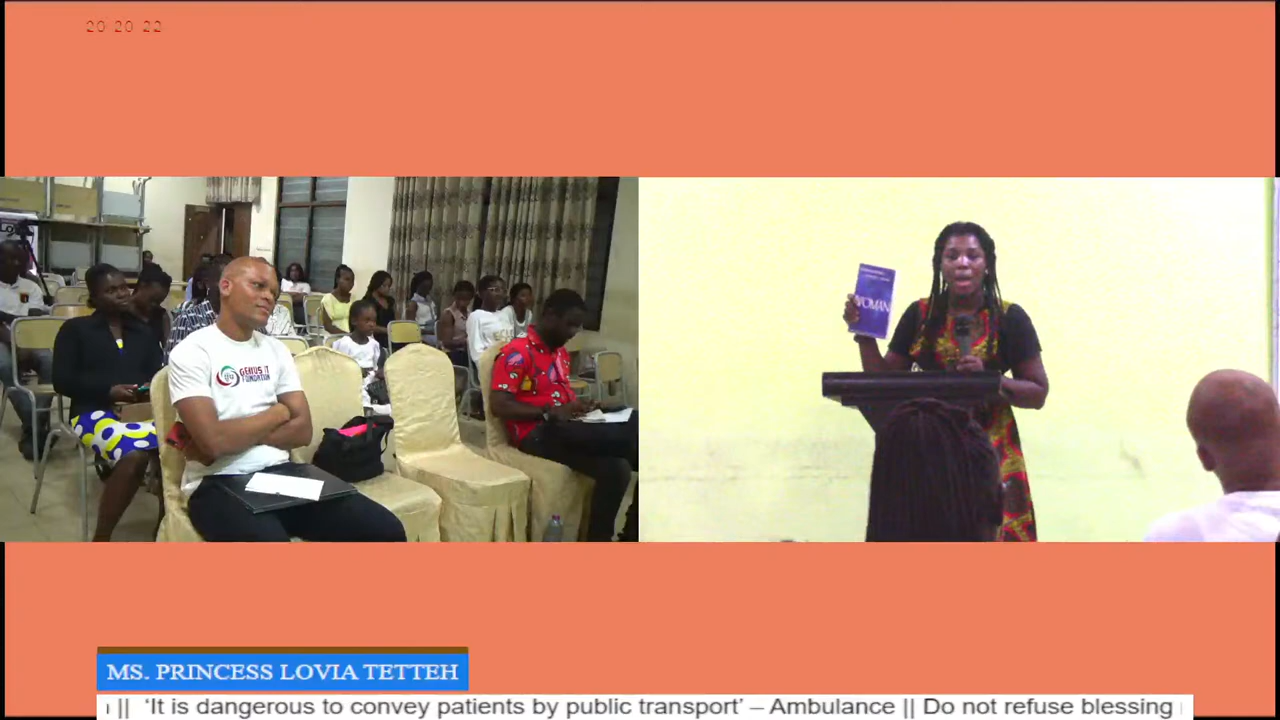 20 20 22
GENIUS IT
FOUNDATION
WOMAN
MS. PRINCESS LOVIA TETTEH
|| ‘It is dangerous to convey patients by public transport’ – Ambulance || Do not refuse blessing